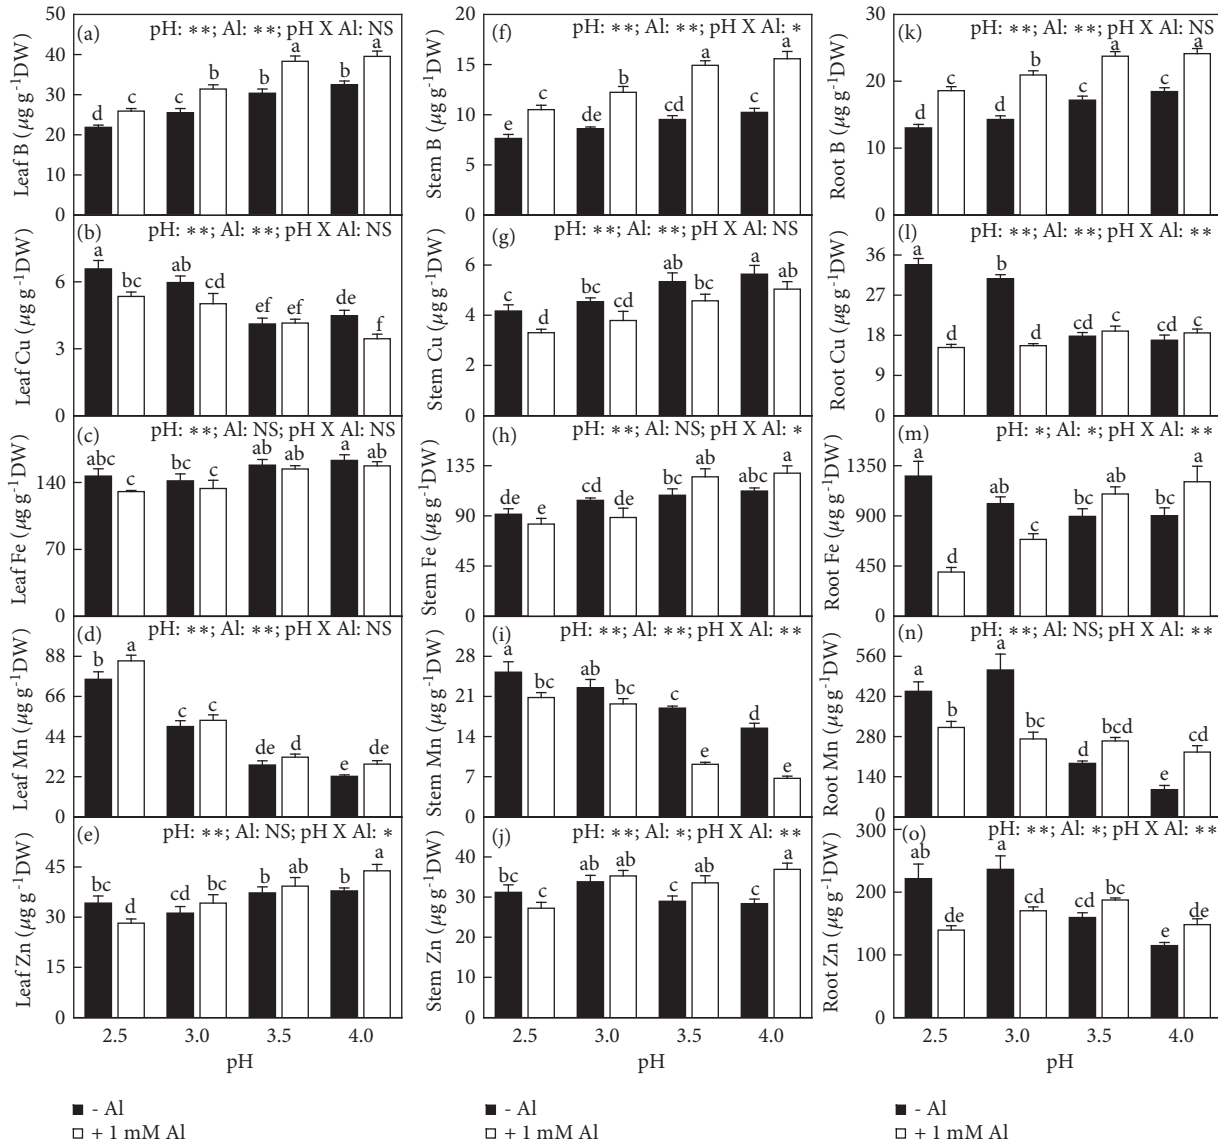 (a) pH: ∗∗; Al: ∗∗; pH X Al: NS
Leaf B (µg g⁻¹DW)
50
40
30
20
10
0
d c c b b a b a
(f) pH: ∗∗; Al: ∗∗; pH X Al: ∗
Stem B (µg g⁻¹DW)
20
15
10
5
0
e c de b cd a c a
(k) pH: ∗∗; Al: ∗∗; pH X Al: NS
Root B (µg g⁻¹DW)
30
20
10
0
d c d b c a c a
(b) pH: ∗∗; Al: ∗∗; pH X Al: NS
Leaf Cu (µg g⁻¹DW)
6
3
0
a bc ab cd ef ef de f
(g) pH: ∗∗; Al: ∗∗; pH X Al: NS
Stem Cu (µg g⁻¹DW)
6
4
2
0
c d bc cd ab bc a ab
(l) pH: ∗∗; Al: ∗∗; pH X Al: ∗∗
Root Cu (µg g⁻¹DW)
36
27
18
9
0
a d b d cd c cd c
(c) pH: ∗∗; Al: NS; pH X Al: NS
Leaf Fe (µg g⁻¹DW)
140
70
0
abc c bc c ab ab a ab
(h) pH: ∗∗; Al: NS; pH X Al: ∗
Stem Fe (µg g⁻¹DW)
135
90
45
0
de e cd de bc ab abc a
(m) pH: ∗; Al: ∗; pH X Al: ∗∗
Root Fe (µg g⁻¹DW)
1350
900
450
0
a d ab c bc ab bc a
(d) pH: ∗∗; Al: ∗∗; pH X Al: NS
Leaf Mn (µg g⁻¹DW)
88
66
44
22
0
b a c c de d e de
(i) pH: ∗∗; Al: ∗∗; pH X Al: ∗∗
Stem Mn (µg g⁻¹DW)
28
21
14
7
0
a bc ab bc c e d e
(n) pH: ∗∗; Al: NS; pH X Al: ∗∗
Root Mn (µg g⁻¹DW)
560
420
280
140
0
a b a bc d bcd e cd
(e) pH: ∗∗; Al: NS; pH X Al: ∗
Leaf Zn (µg g⁻¹DW)
45
30
15
0
bc d cd bc b ab b a
2.5 3.0 3.5 4.0
pH
(j) pH: ∗∗; Al: ∗; pH X Al: ∗∗
Stem Zn (µg g⁻¹DW)
40
30
20
10
0
bc c ab ab c ab c a
2.5 3.0 3.5 4.0
pH
(o) pH: ∗∗; Al: ∗; pH X Al: ∗∗
Root Zn (µg g⁻¹DW)
300
200
100
0
ab de a cd cd bc e de
2.5 3.0 3.5 4.0
pH
- Al
+ 1 mM Al
- Al
+ 1 mM Al
- Al
+ 1 mM Al